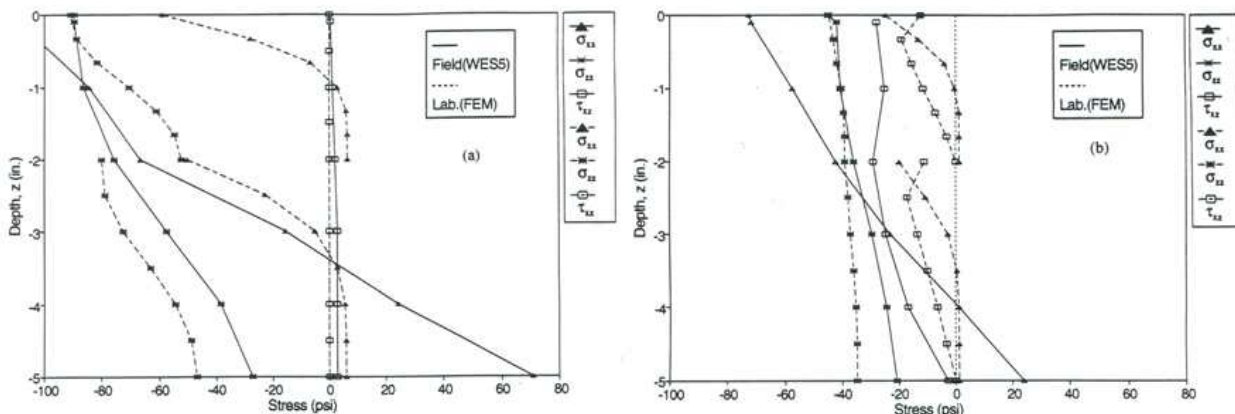 0
-1
-2
-3
-4
-5
Depth, z (in.)
-100
-80
-60
-40
-20
0
20
40
60
80
Stress (psi)
Field(WES5)
Lab.(FEM)
(a)
σxx
σzz
τxz
σxx
σzz
τxz
0
-1
-2
-3
-4
-5
Depth, z (in.)
-100
-80
-60
-40
-20
0
20
40
60
80
Stress (psi)
Field(WES5)
Lab.(FEM)
(b)
σxx
σzz
τxz
σxx
σzz
τxz